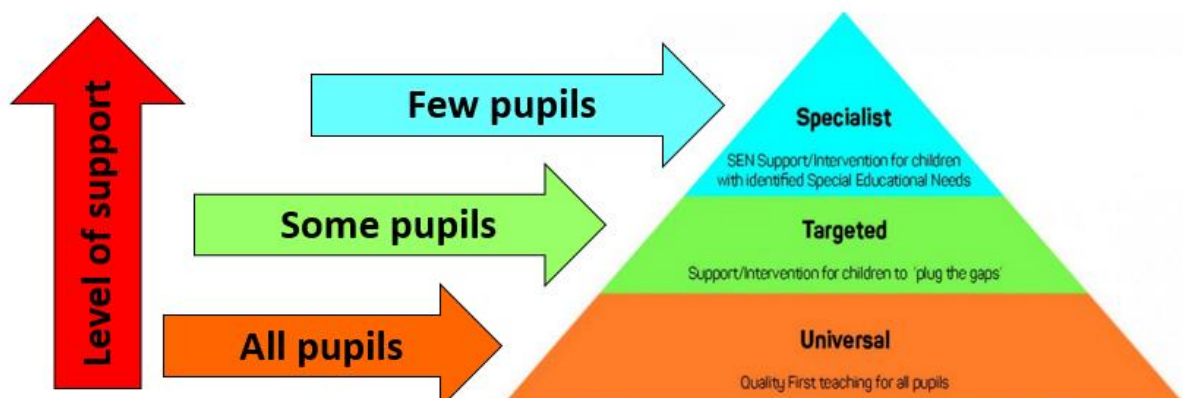 Level of support
Few pupils
Specialist
SEN Support/Intervention for children
with identified Special Educational Needs
Some pupils
Targeted
Support/Intervention for children to 'plug the gaps'
All pupils
Universal
Quality First teaching for all pupils